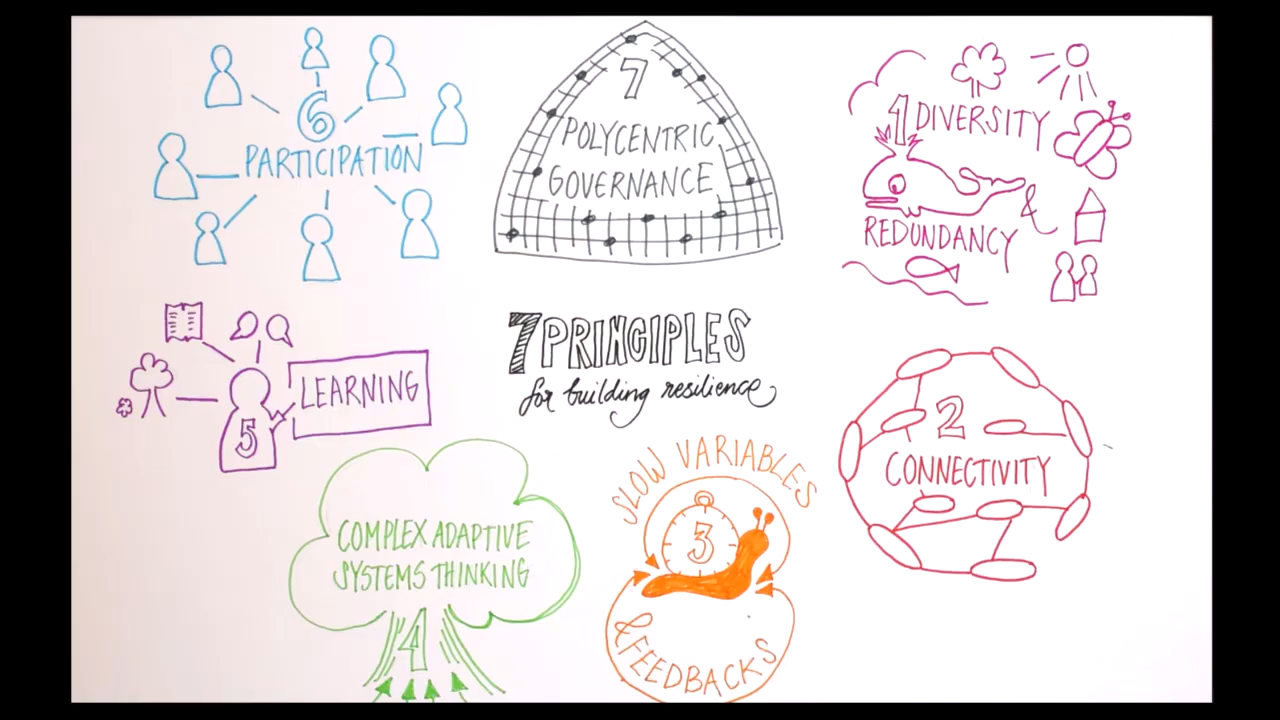 7 PRINCIPLES
for building resilience
1 DIVERSITY
&
REDUNDANCY
2
CONNECTIVITY
SLOW VARIABLES
3
& FEEDBACKS
COMPLEX ADAPTIVE
SYSTEMS THINKING
4
LEARNING
5
6
PARTICIPATION
7
POLYCENTRIC
GOVERNANCE